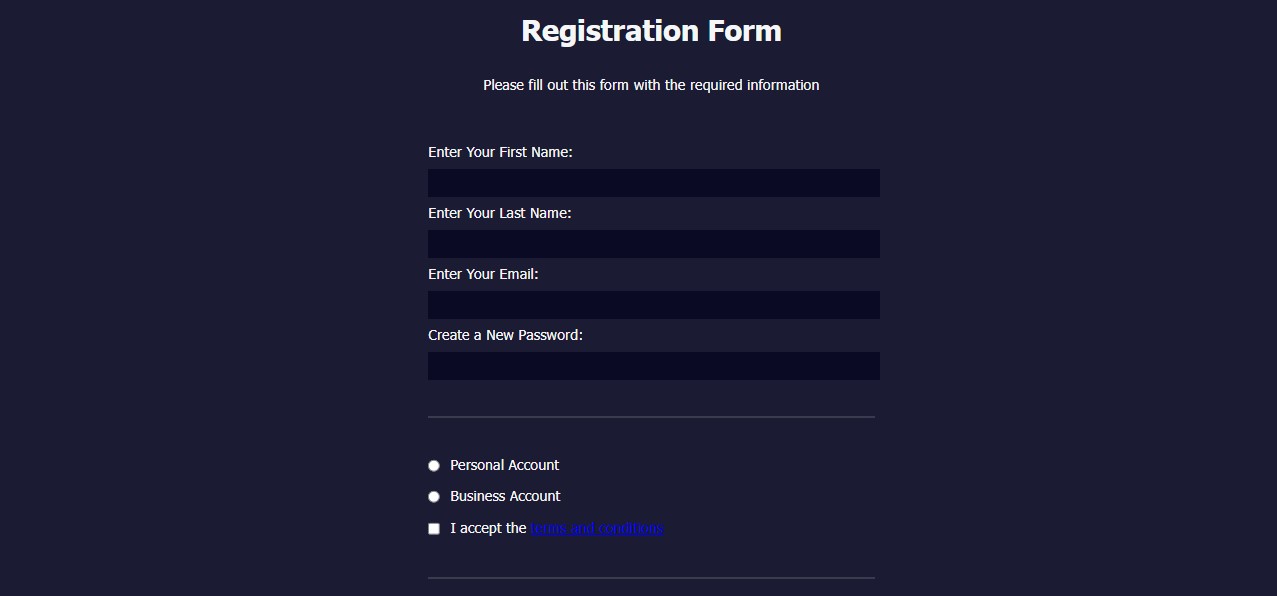 Registration Form
Please fill out this form with the required information
Enter Your First Name:
Enter Your Last Name:
Enter Your Email:
Create a New Password:
Personal Account
Business Account
I accept the terms and conditions